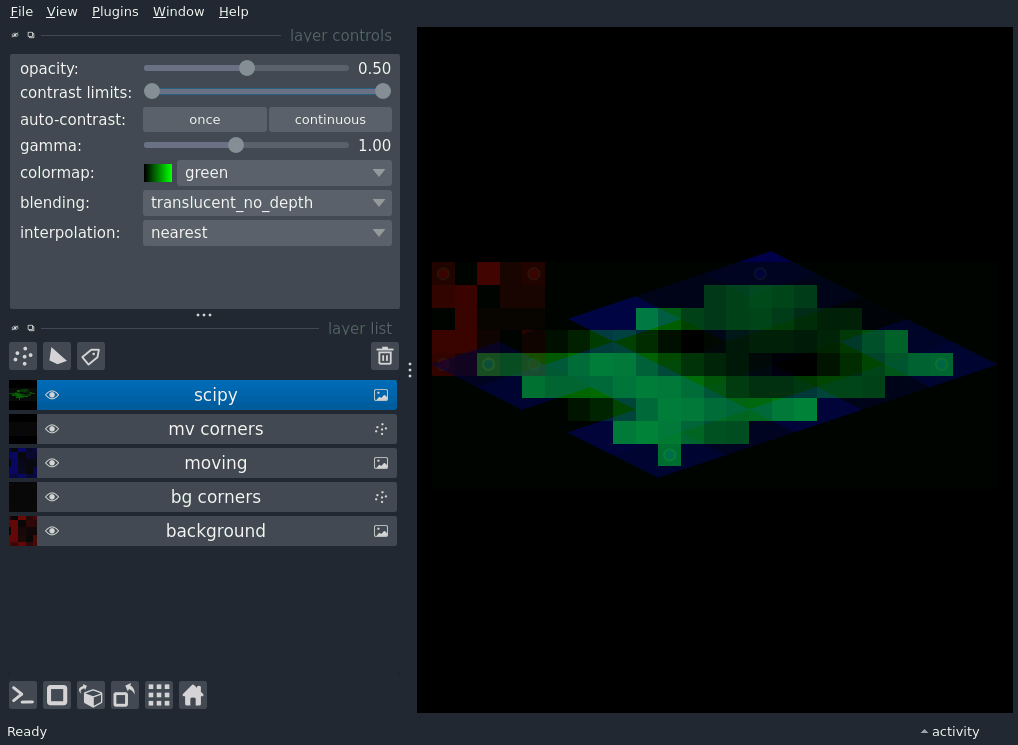 File View Plugins Window Help
layer controls
opacity: 0.50
contrast limits:
auto-contrast: once continuous
gamma: 1.00
colormap: green
blending: translucent_no_depth
interpolation: nearest
layer list
scipy
mv corners
moving
bg corners
background
Ready activity